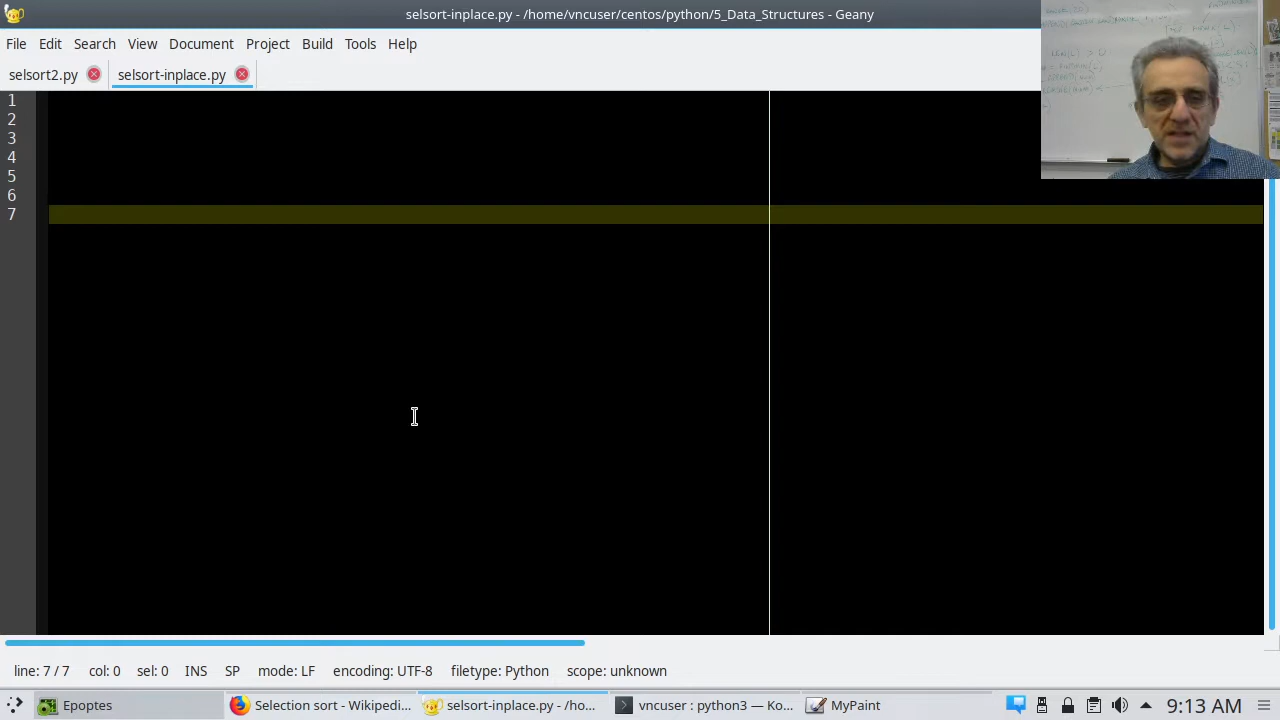 selsort-inplace.py - /home/vncuser/centos/python/5_Data_Structures - Geany
File Edit Search View Document Project Build Tools Help
selsort2.py selsort-inplace.py
1
2
3
4
5
6
7
line: 7 / 7 col: 0 sel: 0 INS SP mode: LF encoding: UTF-8 filetype: Python scope: unknown
Epoptes Selection sort - Wikipedi... selsort-inplace.py - /ho... vncuser : python3 — Ko... MyPaint 9:13 AM